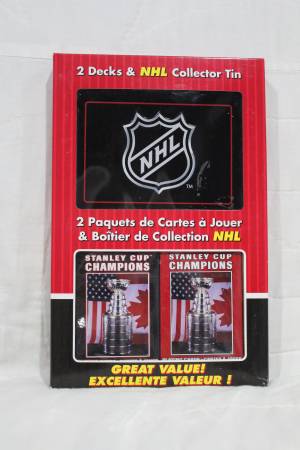 2 Decks & NHL Collector Tin
NHL
TM
2 Paquets de Cartes à Jouer
& Boîtier de Collection NHL
STANLEY CUP
CHAMPIONS
STANLEY CUP
CHAMPIONS
GREAT VALUE!
EXCELLENTE VALEUR !